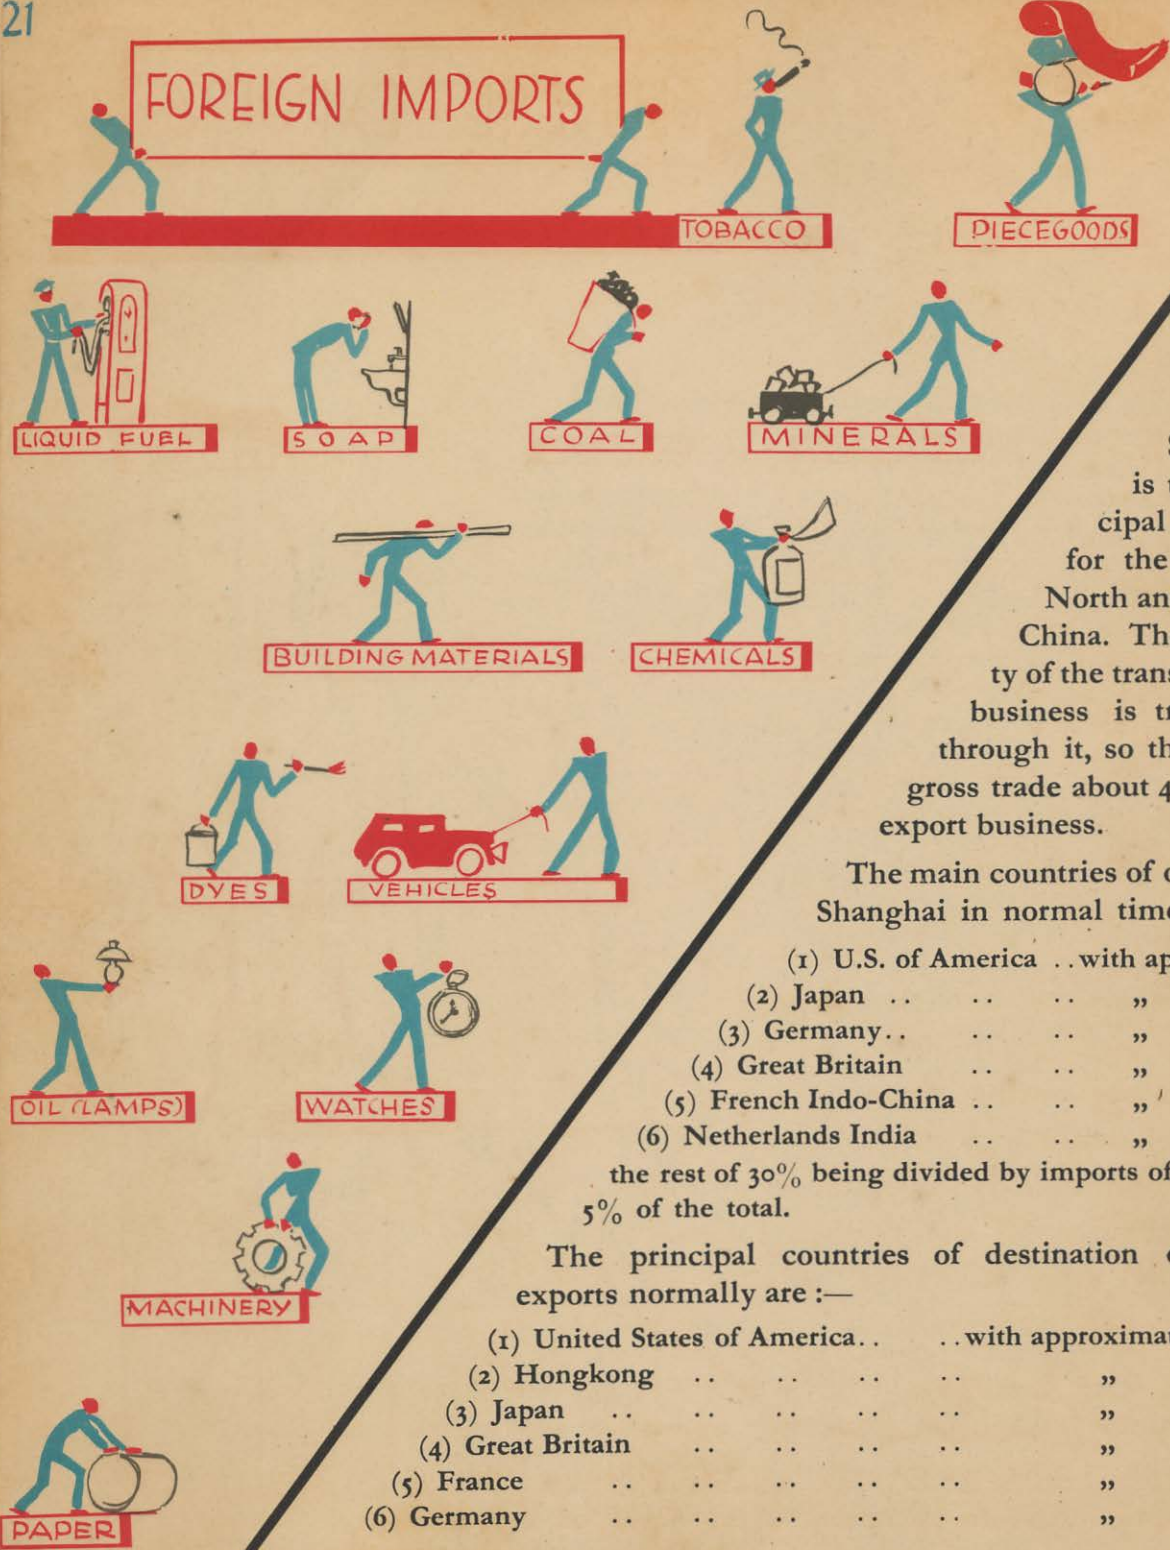 21
FOREIGN IMPORTS
TOBACCO
PIECEGOODS
LIQUID FUEL
SOAP
COAL
MINERALS
BUILDING MATERIALS
CHEMICALS
DYES
VEHICLES
OIL (LAMPS)
WATCHES
MACHINERY
PAPER
is
cipal
for the
North an
China. Th
ty of the tran
business is
through it, so th
gross trade about 4
export business.
The main countries of
Shanghai in normal tim
(1) U.S. of America .. with ap
(2) Japan .. .. .. „
(3) Germany.. .. .. „
(4) Great Britain .. .. „
(5) French Indo-China .. .. „
(6) Netherlands India .. .. „
the rest of 30% being divided by imports of
5% of the total.
The principal countries of destination
exports normally are :—
(1) United States of America.. ..with approxima
(2) Hongkong .. .. .. .. „
(3) Japan .. .. .. .. .. „
(4) Great Britain .. .. .. .. „
(5) France .. .. .. .. .. „
(6) Germany .. .. .. .. .. „